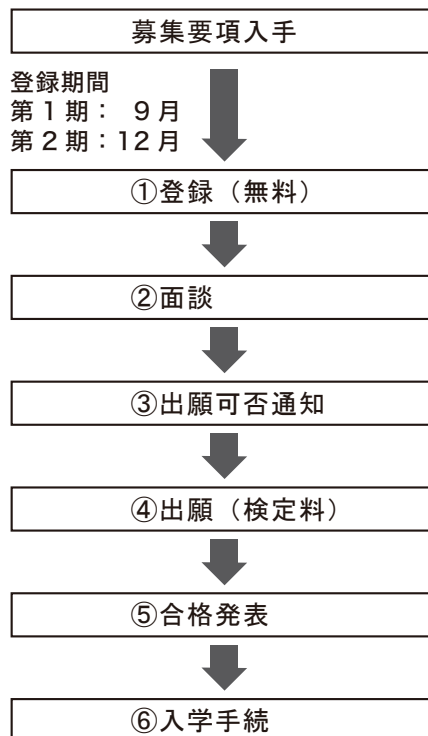 募集要項入手
登録期間
第1期： 9月
第2期：12月
①登録（無料）
②面談
③出願可否通知
④出願（検定料）
⑤合格発表
⑥入学手続